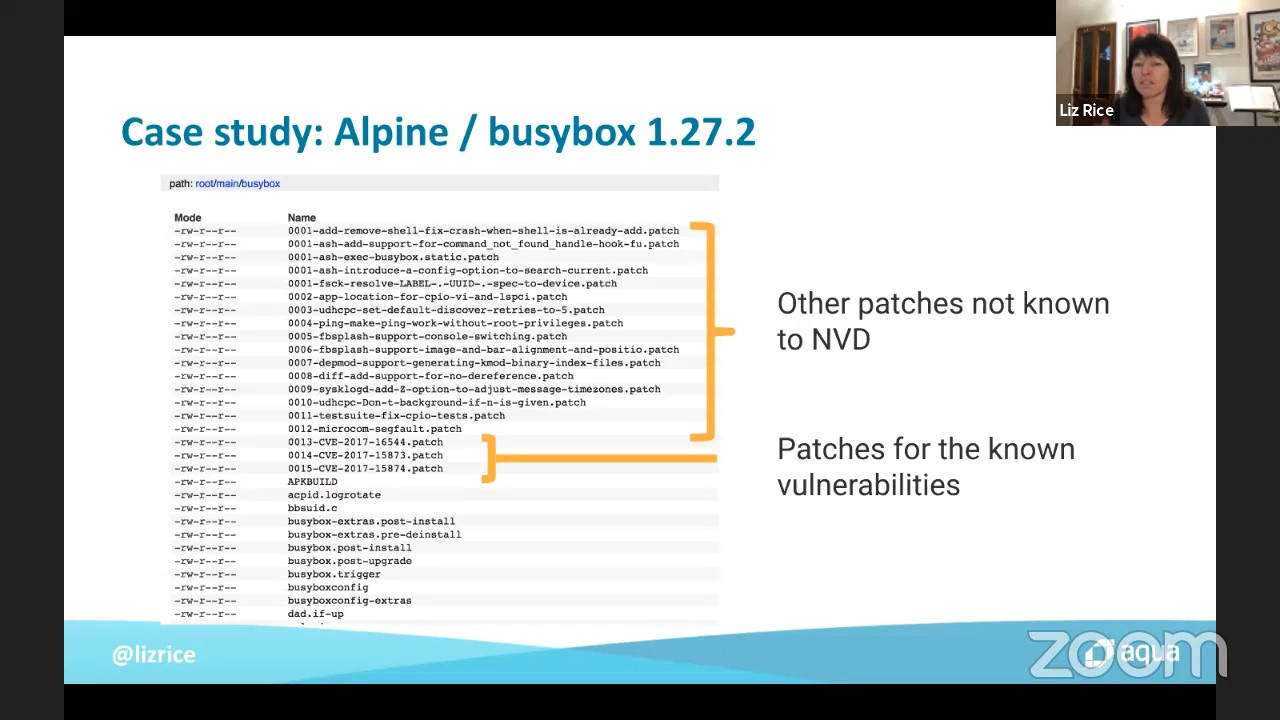 Liz Rice
Case study: Alpine / busybox 1.27.2
path: root/main/busybox
Mode Name
-rw-r--r-- 0001-add-remove-shell-fix-crash-when-shell-is-already-add.patch
-rw-r--r-- 0001-ash-add-support-for-command_not_found_handle-hook-fu.patch
-rw-r--r-- 0001-ash-exec-busybox.static.patch
-rw-r--r-- 0001-ash-introduce-a-config-option-to-search-current.patch
-rw-r--r-- 0001-fsck-resolve-LABEL-.-UUID-.-spec-to-device.patch
-rw-r--r-- 0002-app-location-for-cpio-vi-and-lspci.patch
-rw-r--r-- 0003-udhcpc-set-default-discover-retries-to-5.patch
-rw-r--r-- 0004-ping-make-ping-work-without-root-privileges.patch
-rw-r--r-- 0005-fbsplash-support-console-switching.patch
-rw-r--r-- 0006-fbsplash-support-image-and-bar-alignment-and-positio.patch
-rw-r--r-- 0007-depmod-support-generating-kmod-binary-index-files.patch
-rw-r--r-- 0008-diff-add-support-for-no-dereference.patch
-rw-r--r-- 0009-sysklogd-add-Z-option-to-adjust-message-timezones.patch
-rw-r--r-- 0010-udhcpc-Don-t-background-if-n-is-given.patch
-rw-r--r-- 0011-testsuite-fix-cpio-tests.patch
-rw-r--r-- 0012-microcom-segfault.patch
-rw-r--r-- 0013-CVE-2017-16544.patch
-rw-r--r-- 0014-CVE-2017-15873.patch
-rw-r--r-- 0015-CVE-2017-15874.patch
-rw-r--r-- APKBUILD
-rw-r--r-- acpid.logrotate
-rw-r--r-- bbsuid.c
-rw-r--r-- busybox-extras.post-install
-rw-r--r-- busybox-extras.pre-deinstall
-rw-r--r-- busybox.post-install
-rw-r--r-- busybox.post-upgrade
-rw-r--r-- busybox.trigger
-rw-r--r-- busyboxconfig
-rw-r--r-- busyboxconfig-extras
-rw-r--r-- dad.if-up
Other patches not known
to NVD
Patches for the known
vulnerabilities
@lizrice
aqua
zoom